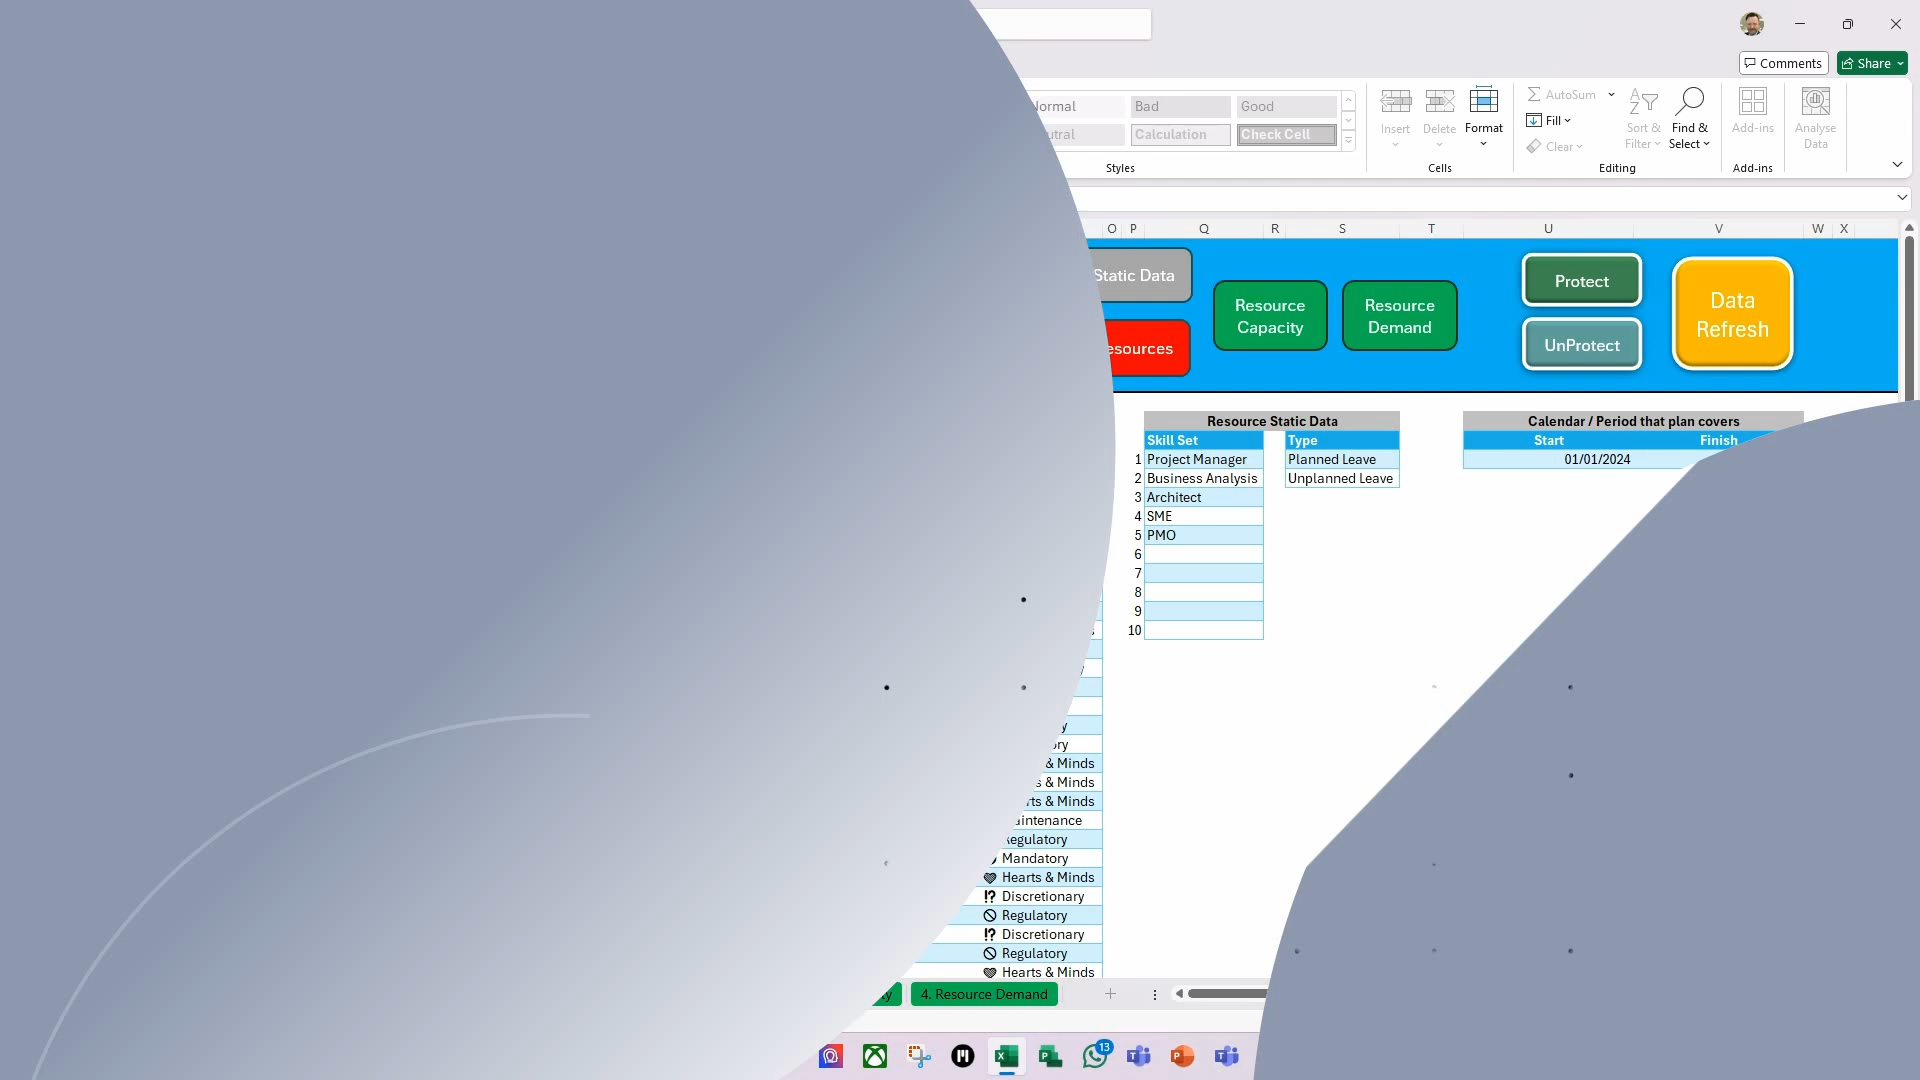 Comments
Share
Normal
Bad
Good
Calculation
Check Cell
Insert
Delete
Format
AutoSum
Fill
Clear
Sort &
Filter
Find &
Select
Add-ins
Analyse
Data
Styles
Cells
Editing
Add-ins
O P Q R S T U V W X
Static Data
Resource
Capacity
Resource
Demand
Protect
UnProtect
Data
Refresh
esources
Resource Static Data
Calendar / Period that plan covers
Skill Set
Type
Start
Finish
1 Project Manager
Planned Leave
01/01/2024
2 Business Analysis
Unplanned Leave
3 Architect
4 SME
5 PMO
6
7
8
9
10
& Minds
& Minds
& Minds
Regulatory
Mandatory
Hearts & Minds
⁉ Discretionary
Regulatory
⁉ Discretionary
Regulatory
Hearts & Minds
4. Resource Demand
13